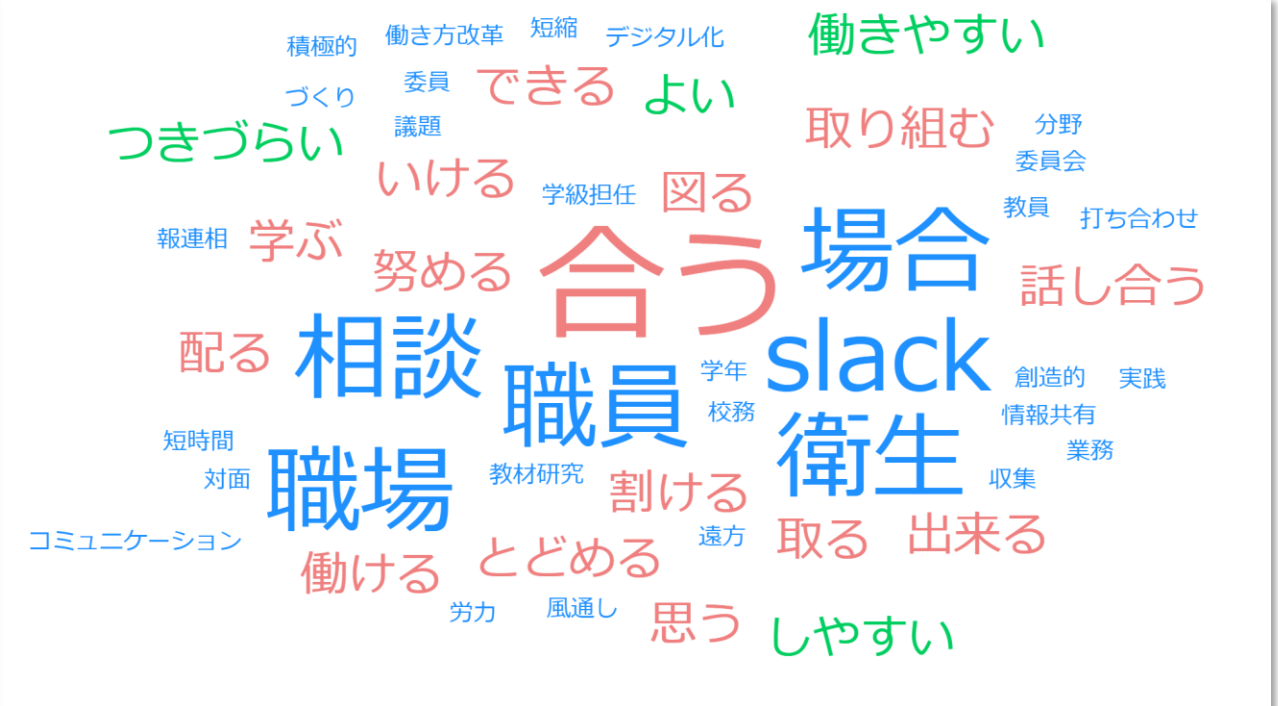 積極的 働き方改革 短縮 デジタル化 働きやすい
づくり 委員 できる よい
つきづらい 議題 取り組む 分野
委員会
いける 学級担任 図る 教員 打ち合わせ
報連相 学ぶ 努める 合う 場合 話し合う
配る 相談 職員 学年 slack 創造的 実践
校務 情報共有
短時間 職場 教材研究 衛生 業務
対面 割ける 収集
コミュニケーション 遠方 取る 出来る
働ける とどめる
労力 風通し 思う しやすい